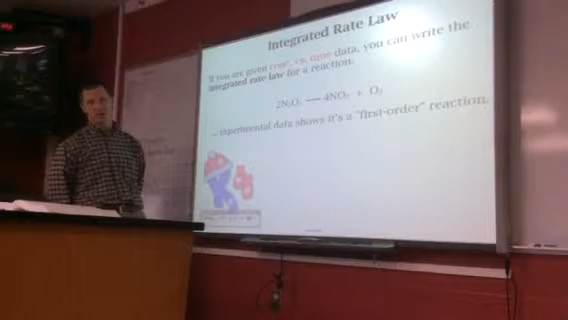 Integrated Rate Law
If you are given conc. vs. time data, you can write the
integrated rate law for a reaction.
2N₂O₅ — 4NO₂ + O₂
... experimental data shows it's a "first-order" reaction.